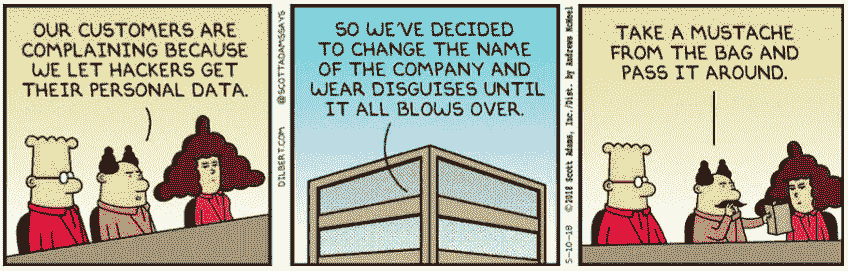 OUR CUSTOMERS ARE
COMPLAINING BECAUSE
WE LET HACKERS GET
THEIR PERSONAL DATA.
DILBERT.COM @SCOTTADAMSSAYS
SO WE'VE DECIDED
TO CHANGE THE NAME
OF THE COMPANY AND
WEAR DISGUISES UNTIL
IT ALL BLOWS OVER.
5-10-18 © 2018 Scott Adams, Inc./Dist. by Andrews McMeel
TAKE A MUSTACHE
FROM THE BAG AND
PASS IT AROUND.